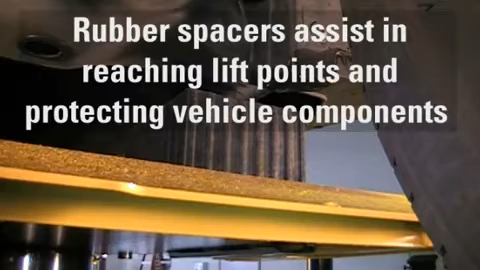 Rubber spacers assist in
reaching lift points and
protecting vehicle components